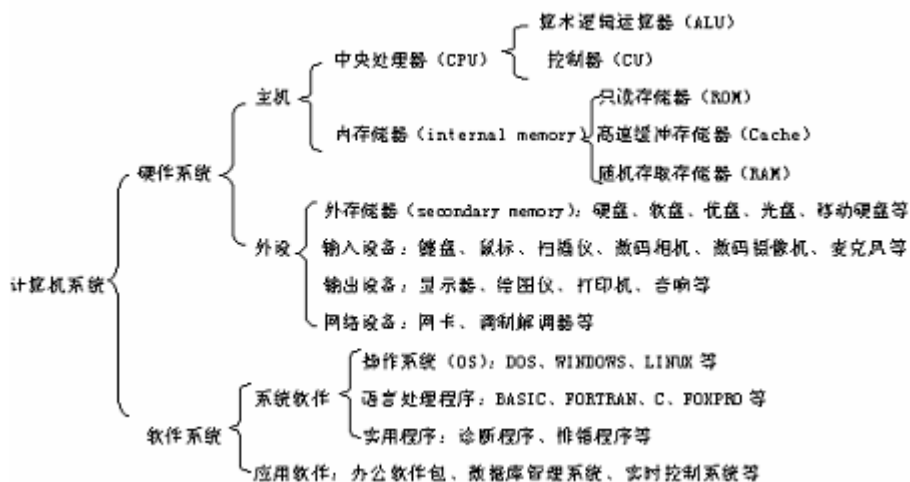 算术逻辑运算器（ALU）
中央处理器（CPU）
控制器（CU）
主机
只读存储器（ROM）
内存储器（internal memory）
高速缓冲存储器（Cache）
随机存取存储器（RAM）
硬件系统
外存储器（secondary memory）：硬盘、软盘、优盘、光盘、移动硬盘等
外设
输入设备：键盘、鼠标、扫描仪、数码相机、数码摄像机、麦克风等
计算机系统
输出设备：显示器、绘图仪、打印机、音响等
网络设备：网卡、调制解调器等
操作系统（OS）：DOS、WINDOWS、LINUX 等
系统软件
语言处理程序：BASIC、FORTRAN、C、FOXPRO 等
软件系统
实用程序：诊断程序、排错程序等
应用软件：办公软件包、数据库管理系统、实时控制系统等